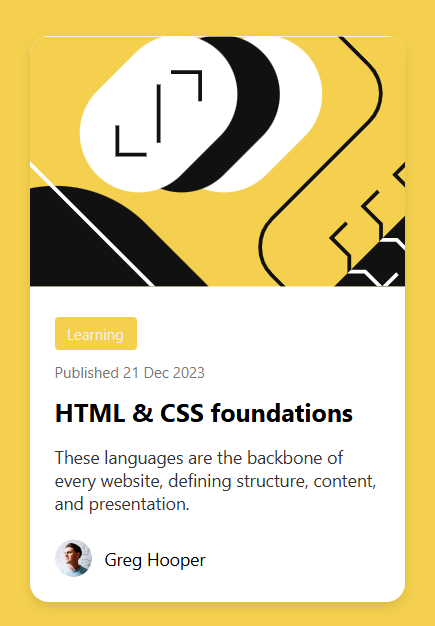 Learning
Published 21 Dec 2023
HTML & CSS foundations
These languages are the backbone of
every website, defining structure, content,
and presentation.
Greg Hooper